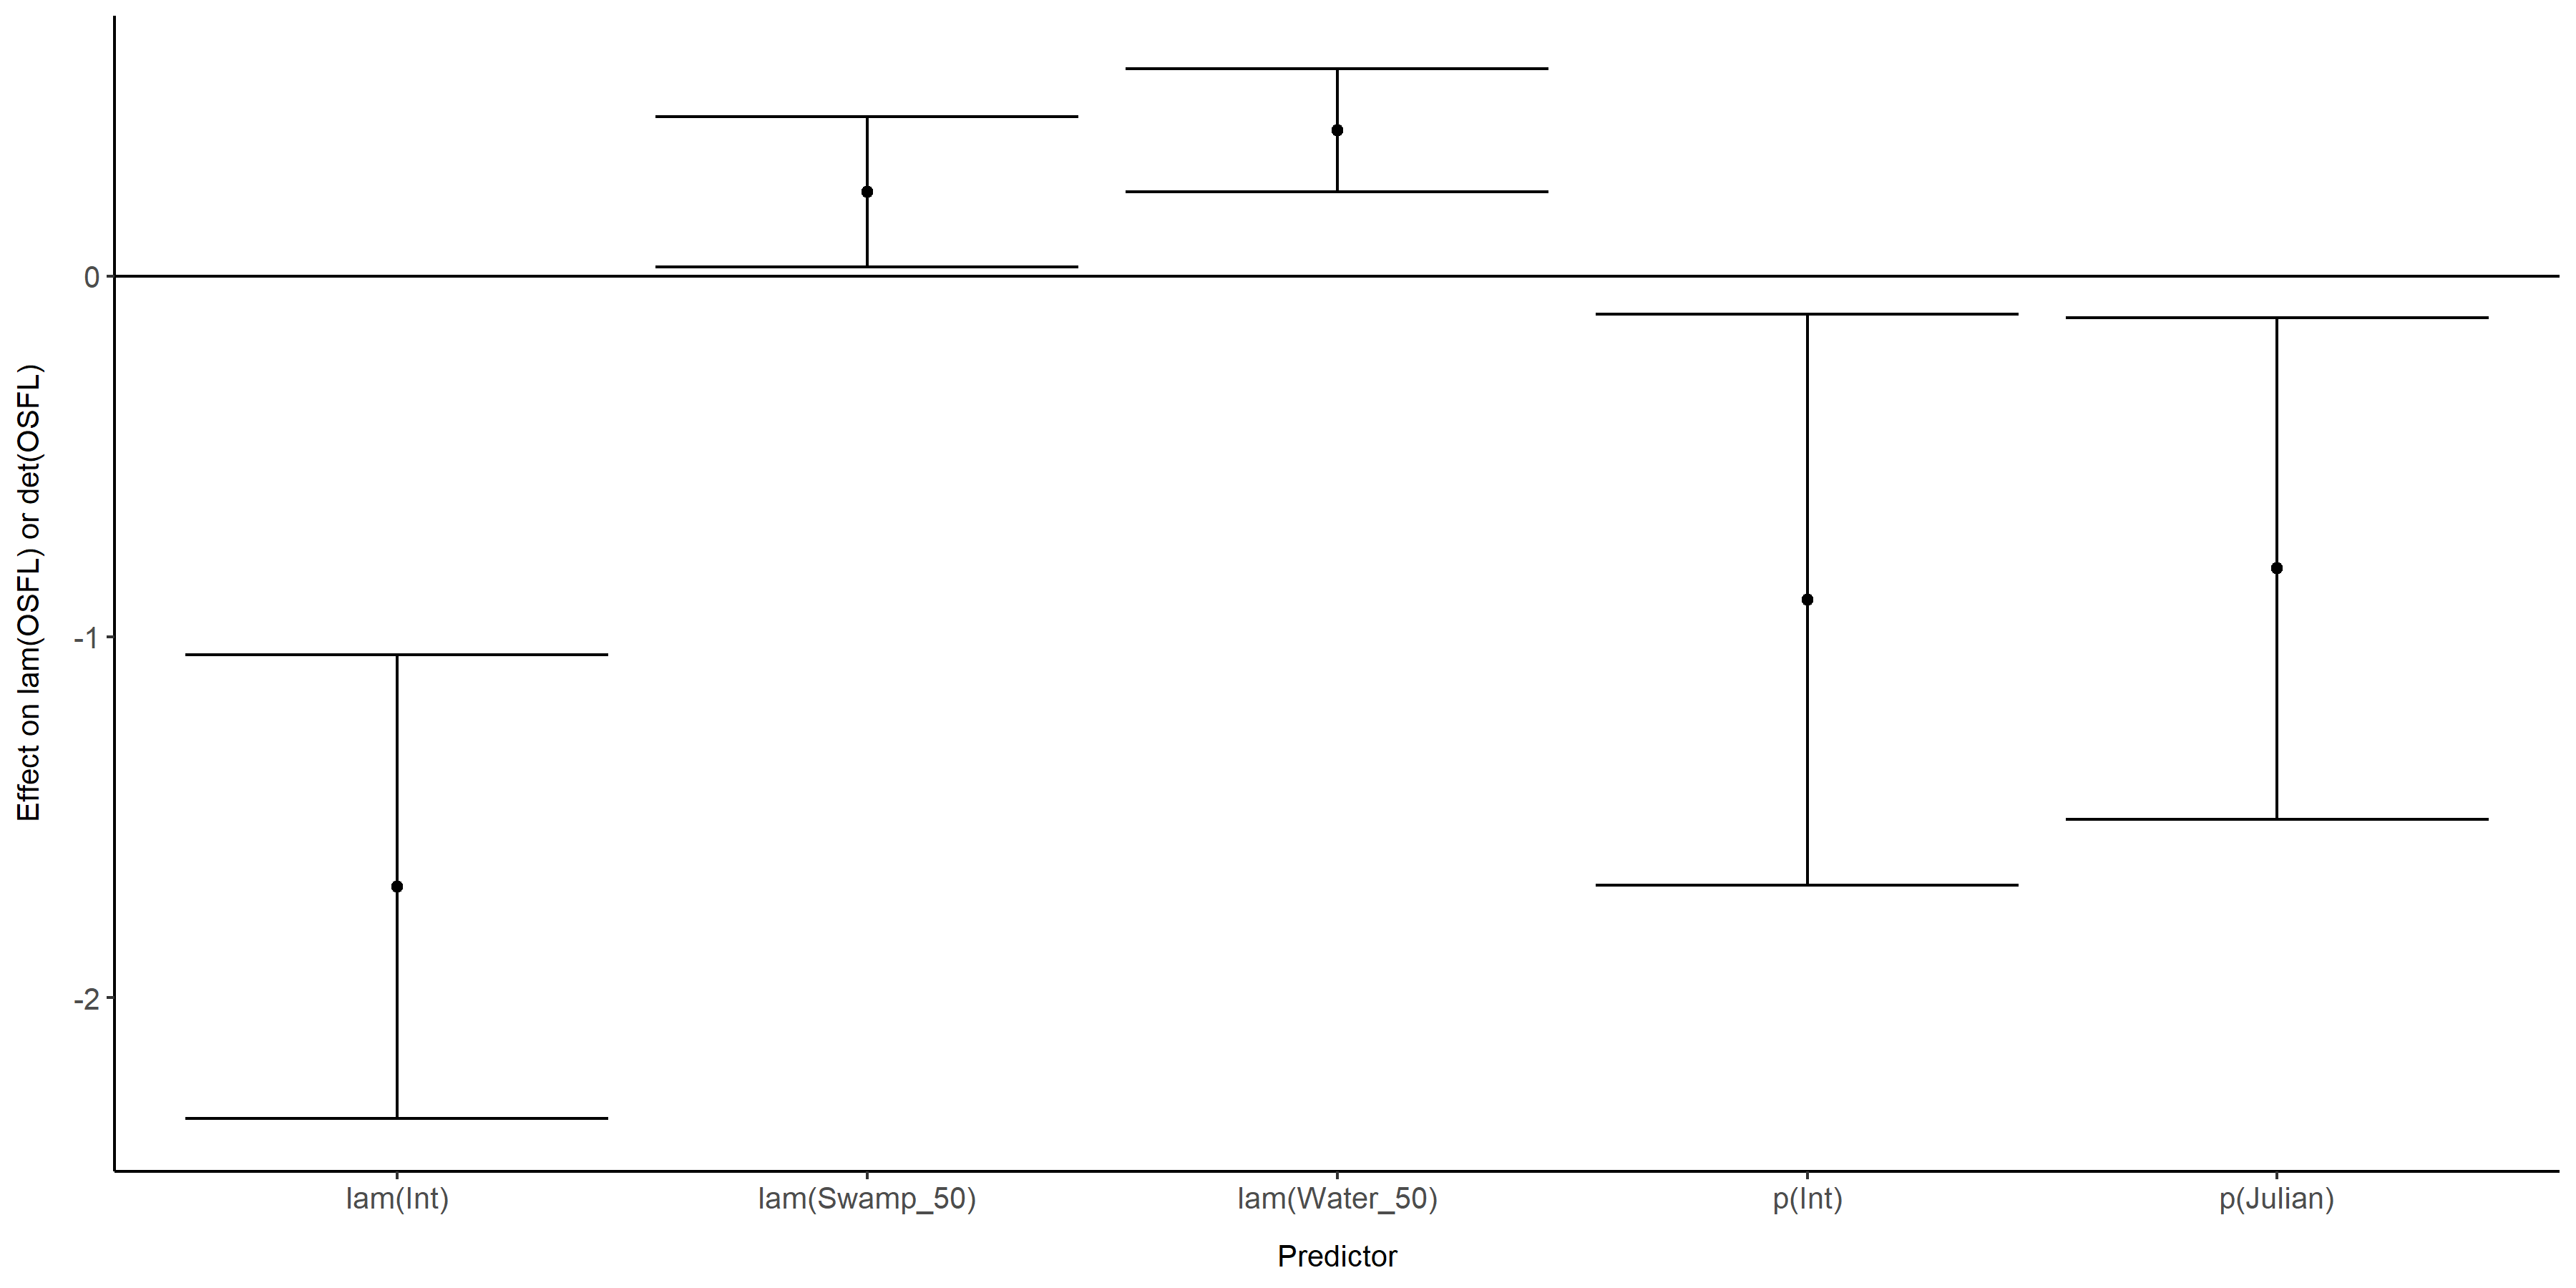 Effect on lam(OSFL) or det(OSFL)
0
-1
-2
lam(Int)
lam(Swamp_50)
lam(Water_50)
p(Int)
p(Julian)
Predictor